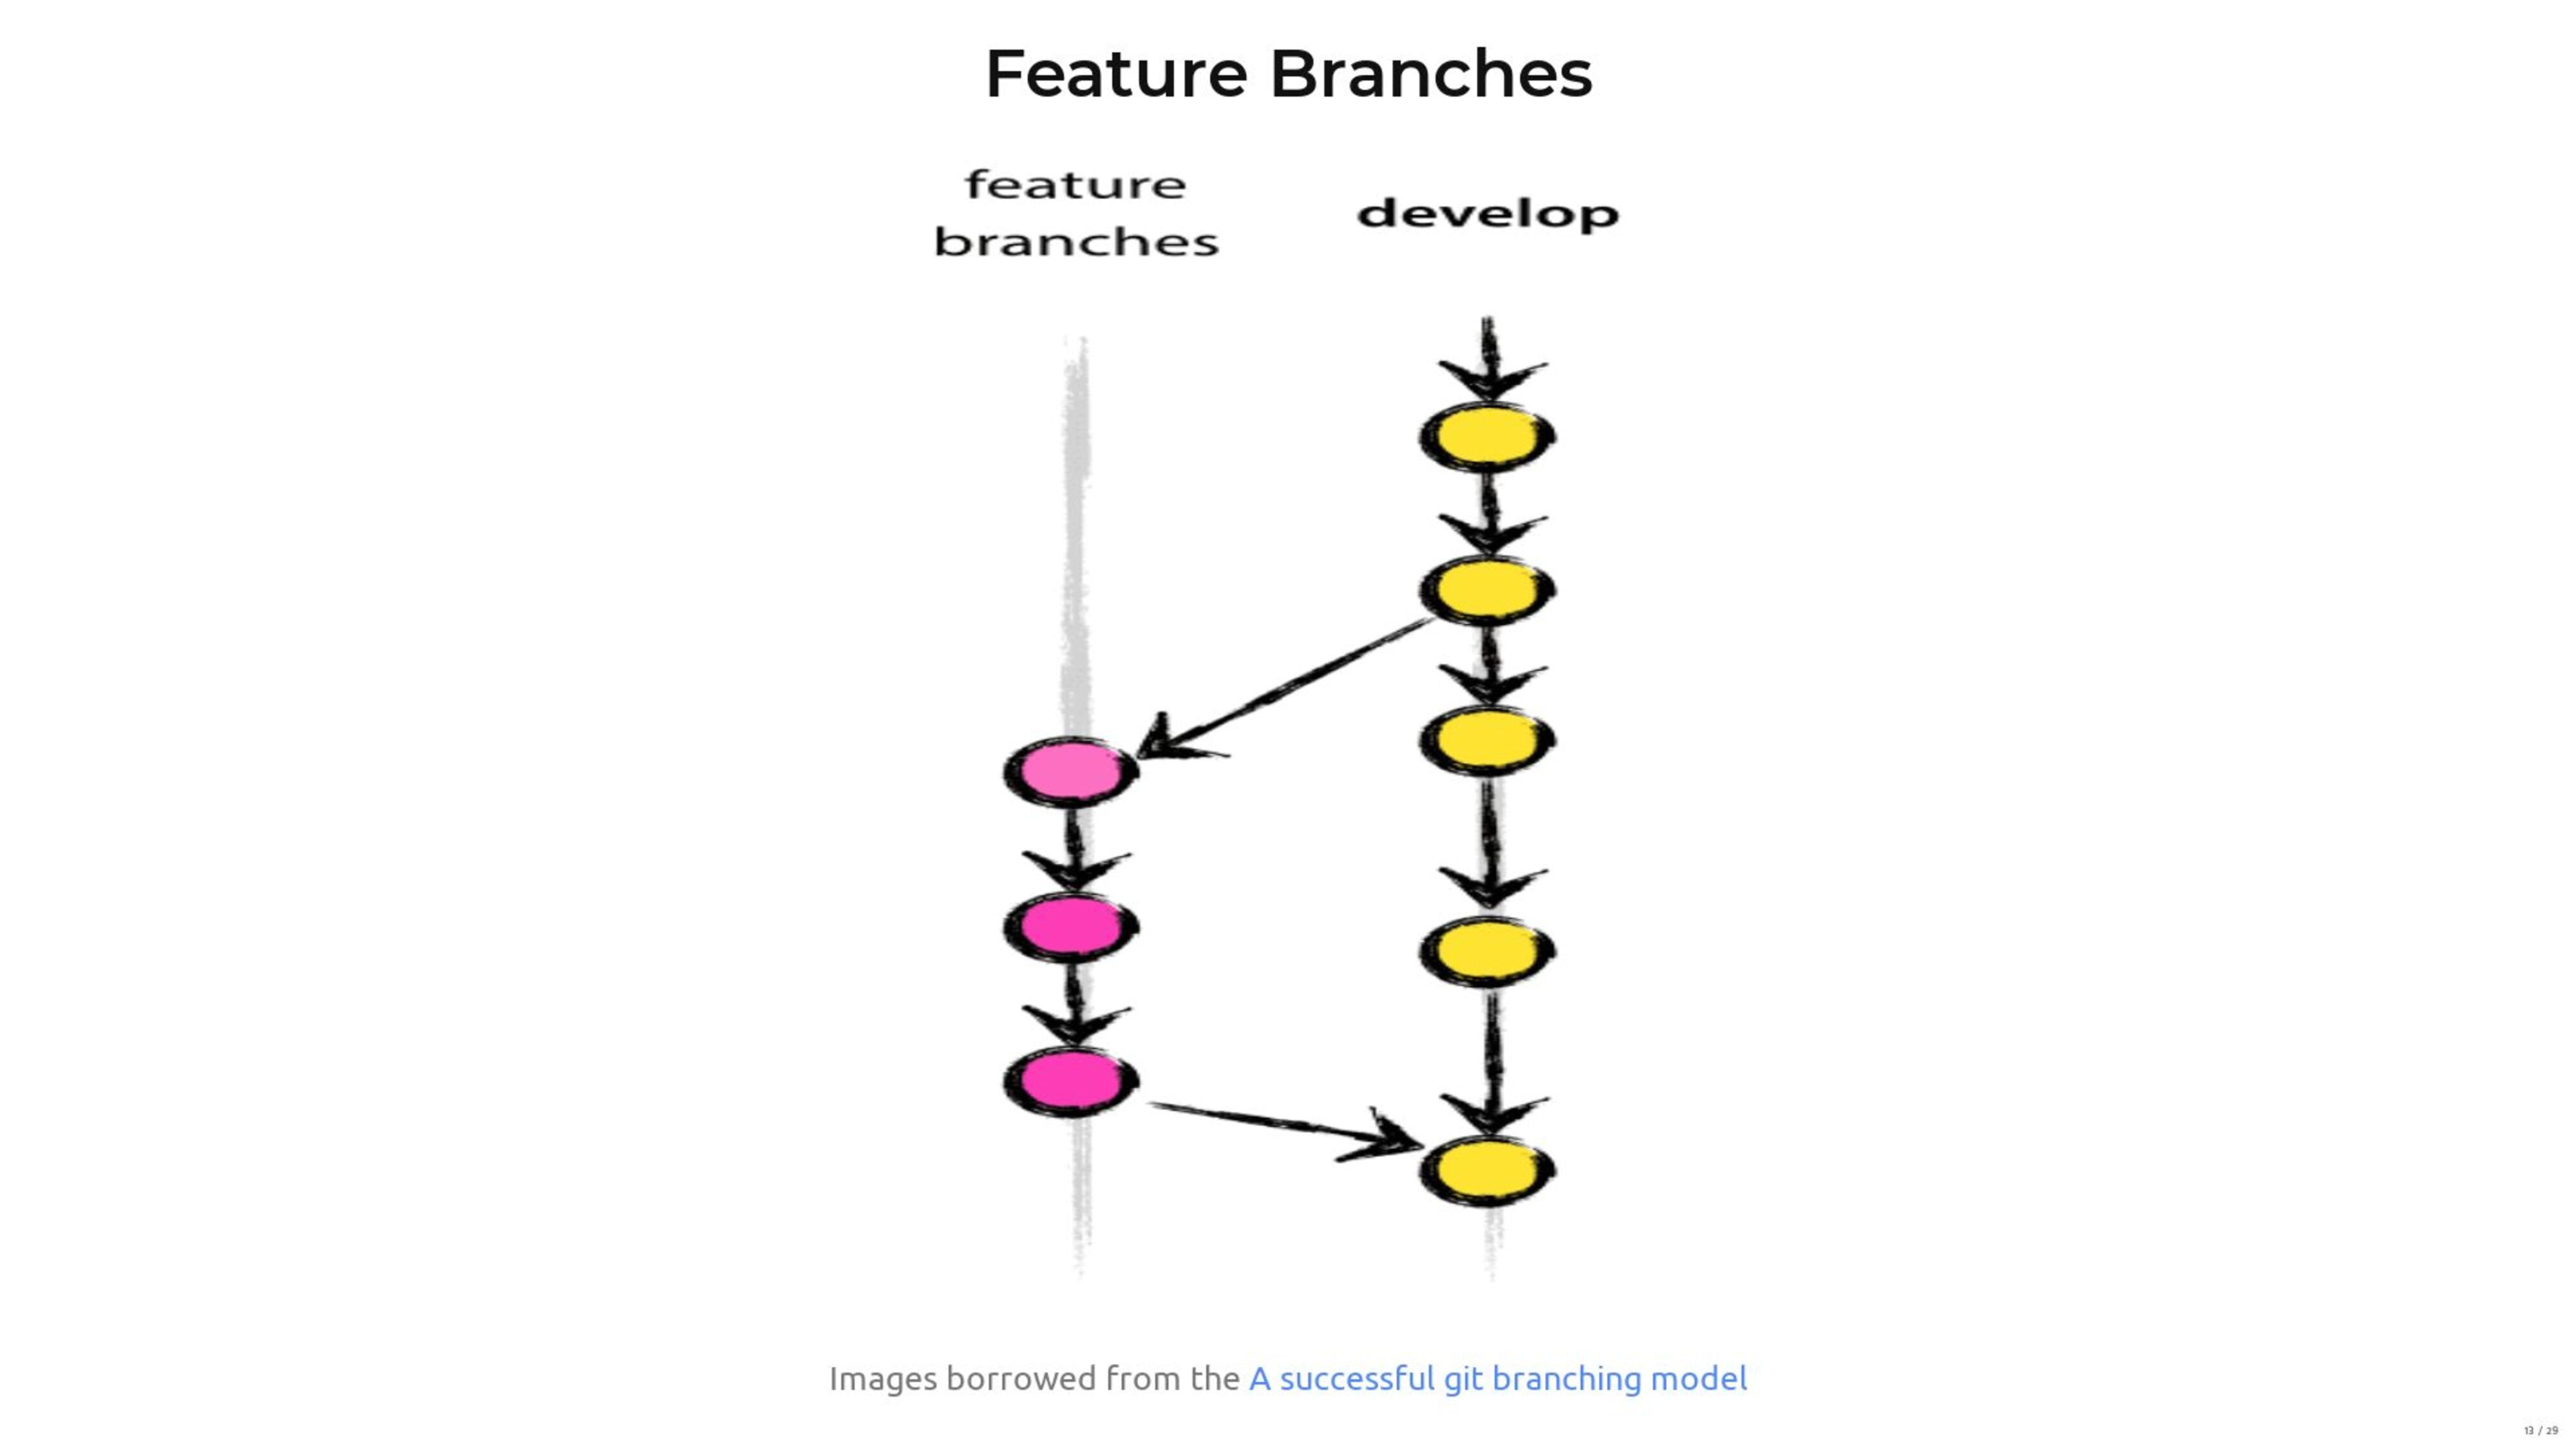 Feature Branches
feature
branches
develop
Images borrowed from the A successful git branching model
13 / 29